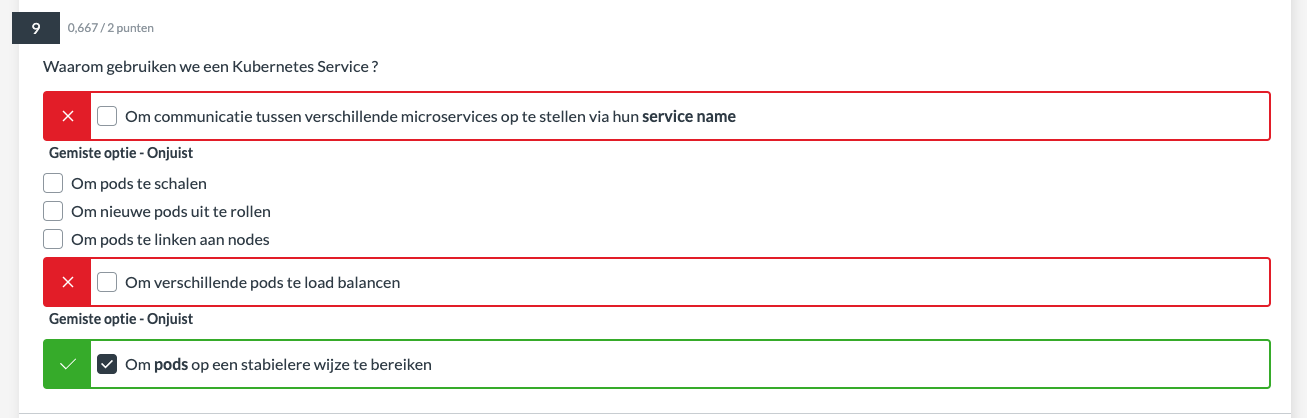 9 0,667 / 2 punten
Waarom gebruiken we een Kubernetes Service ?
Om communicatie tussen verschillende microservices op te stellen via hun service name
Gemiste optie - Onjuist
Om pods te schalen
Om nieuwe pods uit te rollen
Om pods te linken aan nodes
Om verschillende pods te load balancen
Gemiste optie - Onjuist
Om pods op een stabielere wijze te bereiken